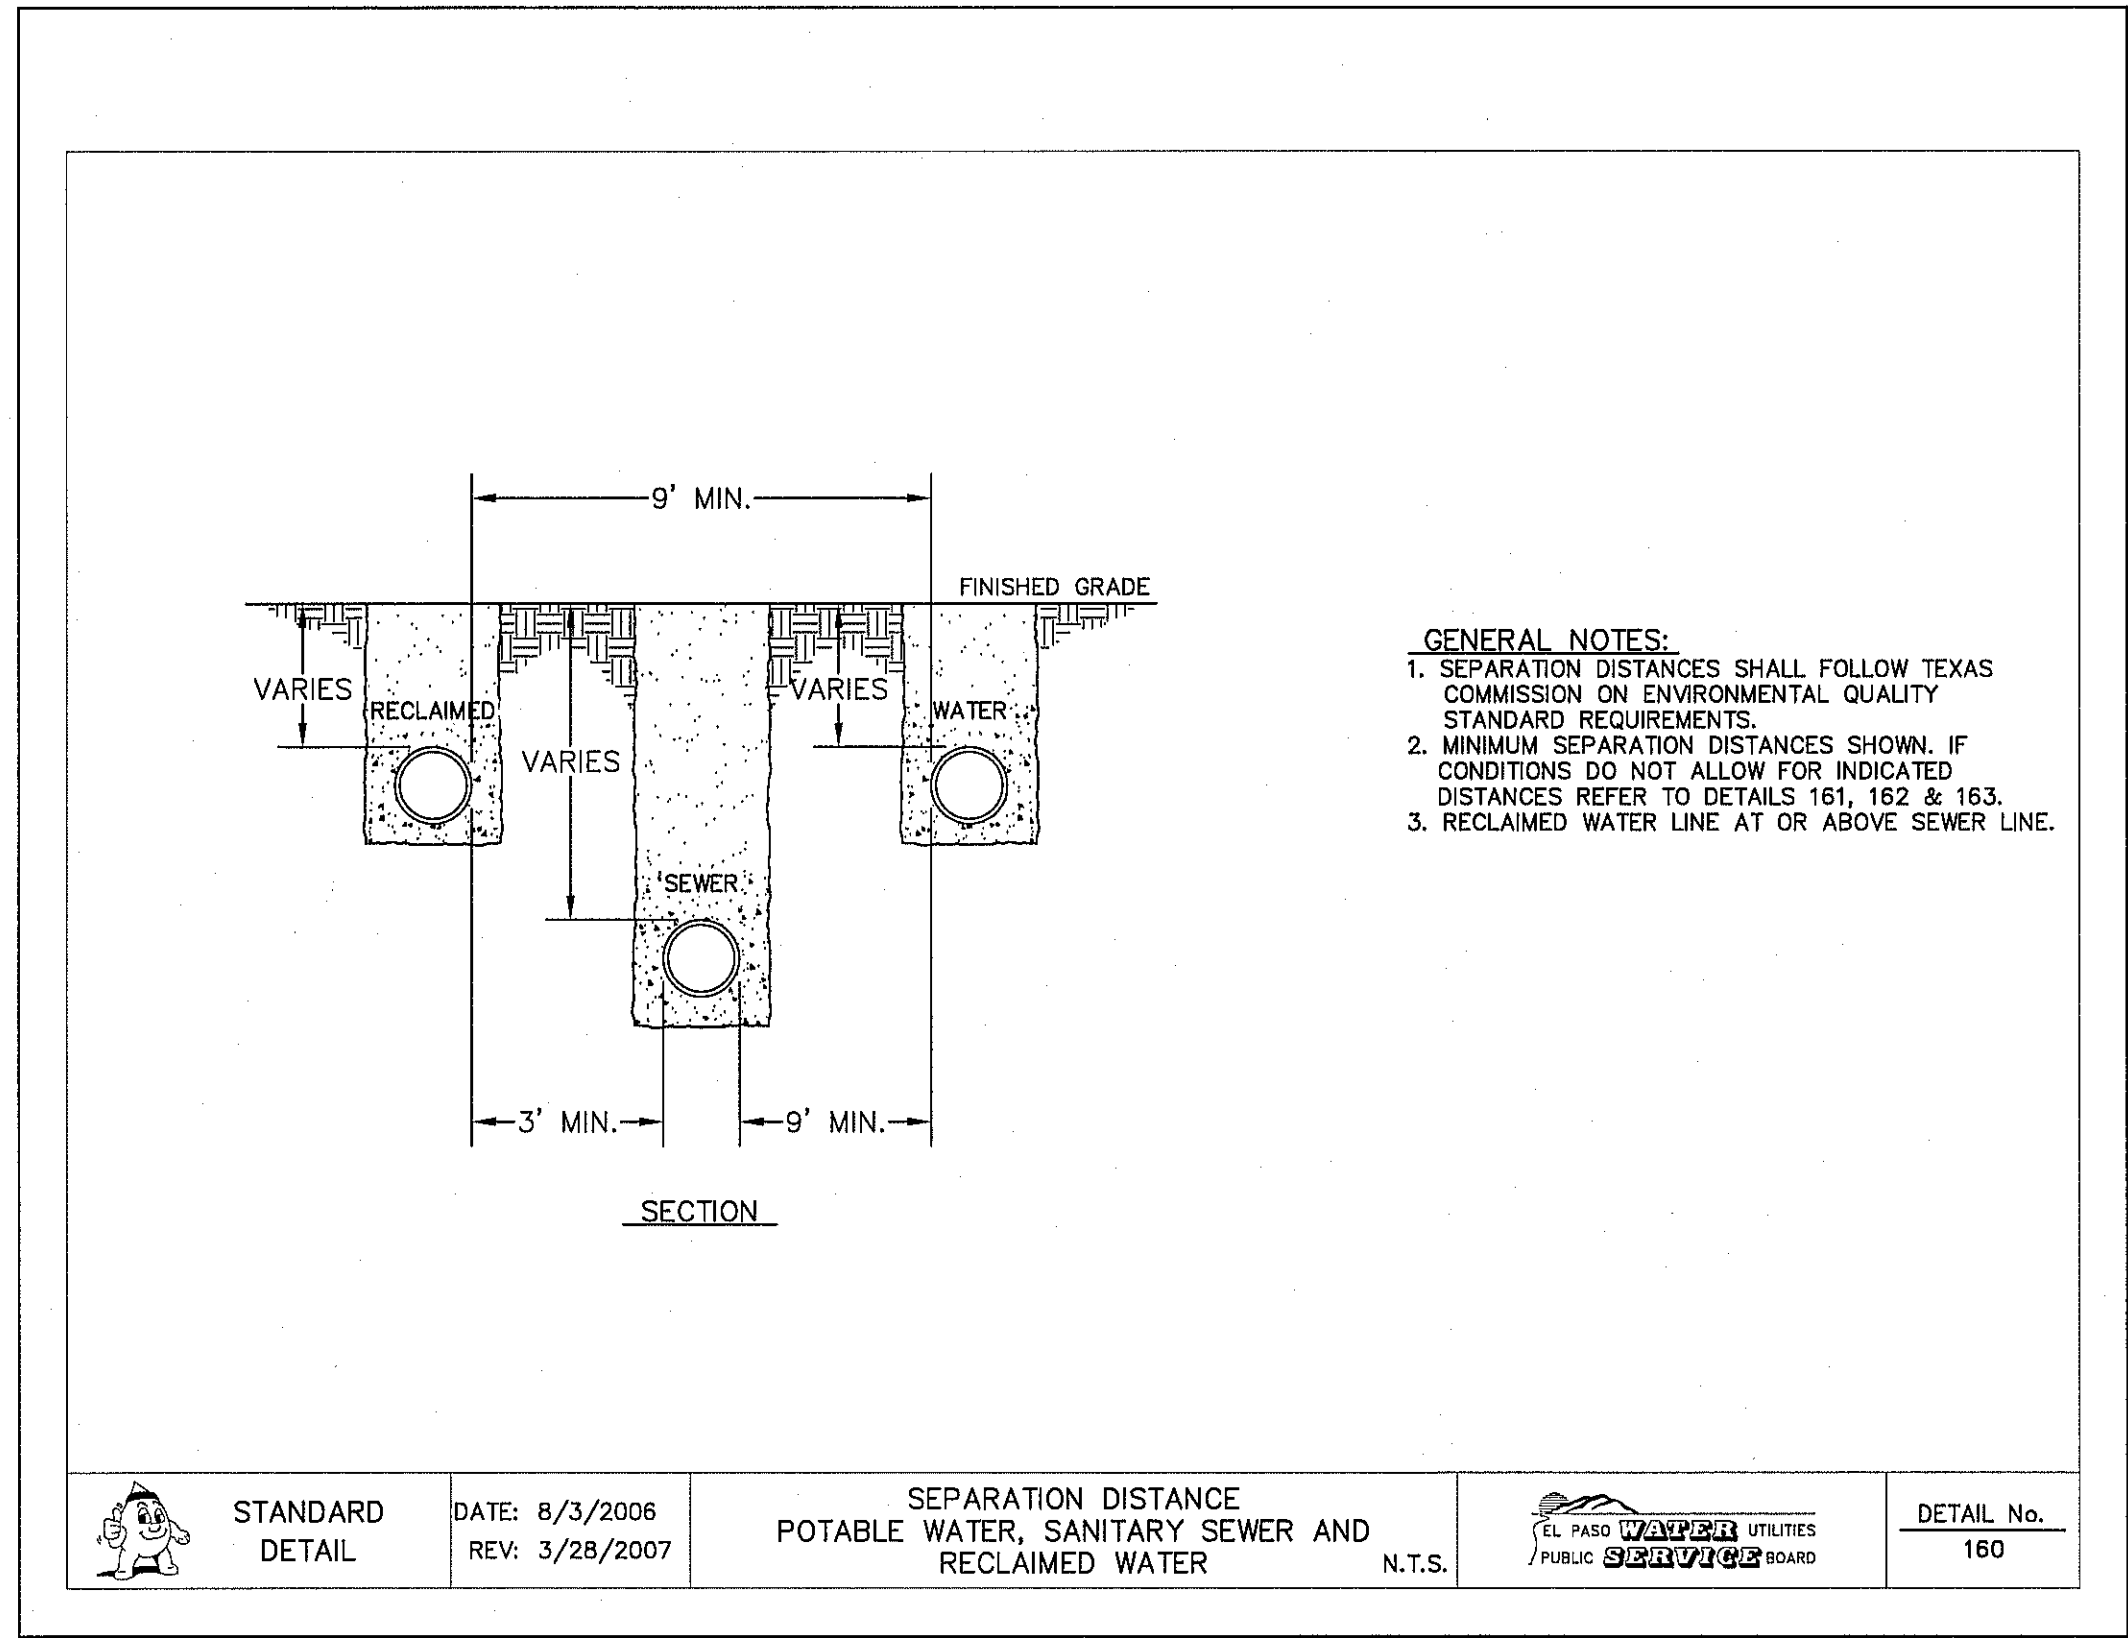 9' MIN.
FINISHED GRADE
VARIES
RECLAIMED
VARIES
VARIES
WATER
SEWER
3' MIN.
9' MIN.
SECTION
GENERAL NOTES:
1. SEPARATION DISTANCES SHALL FOLLOW TEXAS
COMMISSION ON ENVIRONMENTAL QUALITY
STANDARD REQUIREMENTS.
2. MINIMUM SEPARATION DISTANCES SHOWN. IF
CONDITIONS DO NOT ALLOW FOR INDICATED
DISTANCES REFER TO DETAILS 161, 162 & 163.
3. RECLAIMED WATER LINE AT OR ABOVE SEWER LINE.
STANDARD
DETAIL
DATE: 8/3/2006
REV: 3/28/2007
SEPARATION DISTANCE
POTABLE WATER, SANITARY SEWER AND
RECLAIMED WATER
N.T.S.
EL PASO WATER UTILITIES
PUBLIC SERVICE BOARD
DETAIL No.
160